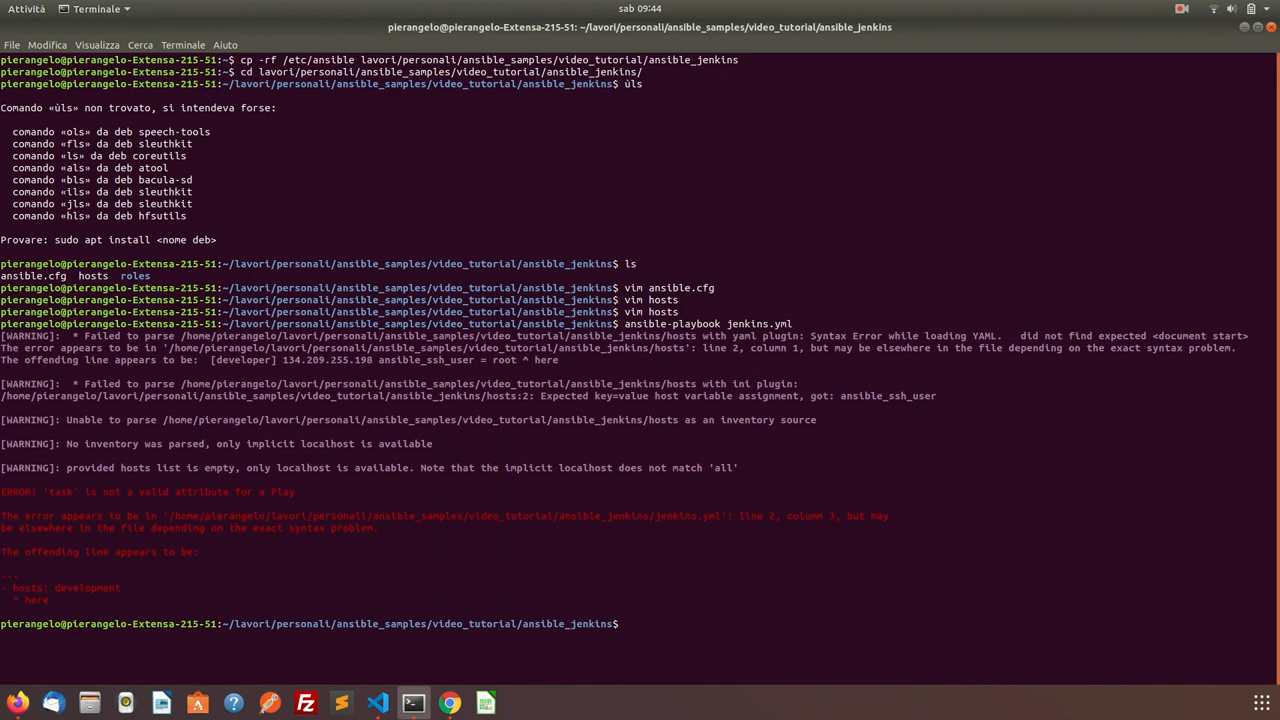 Attività
Terminale
sab 09:44
pierangelo@pierangelo-Extensa-215-51: ~/lavori/personali/ansible_samples/video_tutorial/ansible_jenkins
File Modifica Visualizza Cerca Terminale Aiuto
pierangelo@pierangelo-Extensa-215-51:~$ cp -rf /etc/ansible lavori/personali/ansible_samples/video_tutorial/ansible_jenkins
pierangelo@pierangelo-Extensa-215-51:~$ cd lavori/personali/ansible_samples/video_tutorial/ansible_jenkins/
pierangelo@pierangelo-Extensa-215-51:~/lavori/personali/ansible_samples/video_tutorial/ansible_jenkins$ ùls
Comando «ùls» non trovato, si intendeva forse:
comando «ols» da deb speech-tools
comando «fls» da deb sleuthkit
comando «ls» da deb coreutils
comando «als» da deb atool
comando «bls» da deb bacula-sd
comando «ils» da deb sleuthkit
comando «jls» da deb sleuthkit
comando «hls» da deb hfsutils
Provare: sudo apt install <nome deb>
pierangelo@pierangelo-Extensa-215-51:~/lavori/personali/ansible_samples/video_tutorial/ansible_jenkins$ ls
ansible.cfg hosts roles
pierangelo@pierangelo-Extensa-215-51:~/lavori/personali/ansible_samples/video_tutorial/ansible_jenkins$ vim ansible.cfg
pierangelo@pierangelo-Extensa-215-51:~/lavori/personali/ansible_samples/video_tutorial/ansible_jenkins$ vim hosts
pierangelo@pierangelo-Extensa-215-51:~/lavori/personali/ansible_samples/video_tutorial/ansible_jenkins$ vim hosts
pierangelo@pierangelo-Extensa-215-51:~/lavori/personali/ansible_samples/video_tutorial/ansible_jenkins$ ansible-playbook jenkins.yml
[WARNING]: * Failed to parse /home/pierangelo/lavori/personali/ansible_samples/video_tutorial/ansible_jenkins/hosts with yaml plugin: Syntax Error while loading YAML. did not find expected <document start>
The error appears to be in '/home/pierangelo/lavori/personali/ansible_samples/video_tutorial/ansible_jenkins/hosts': line 2, column 1, but may be elsewhere in the file depending on the exact syntax problem.
The offending line appears to be: [developer] 134.209.255.198 ansible_ssh_user = root ^ here
[WARNING]: * Failed to parse /home/pierangelo/lavori/personali/ansible_samples/video_tutorial/ansible_jenkins/hosts with ini plugin:
/home/pierangelo/lavori/personali/ansible_samples/video_tutorial/ansible_jenkins/hosts:2: Expected key=value host variable assignment, got: ansible_ssh_user
[WARNING]: Unable to parse /home/pierangelo/lavori/personali/ansible_samples/video_tutorial/ansible_jenkins/hosts as an inventory source
[WARNING]: No inventory was parsed, only implicit localhost is available
[WARNING]: provided hosts list is empty, only localhost is available. Note that the implicit localhost does not match 'all'
ERROR! 'task' is not a valid attribute for a Play
The error appears to be in '/home/pierangelo/lavori/personali/ansible_samples/video_tutorial/ansible_jenkins/jenkins.yml': line 2, column 3, but may
be elsewhere in the file depending on the exact syntax problem.
The offending line appears to be:
---
- hosts: development
^ here
pierangelo@pierangelo-Extensa-215-51:~/lavori/personali/ansible_samples/video_tutorial/ansible_jenkins$